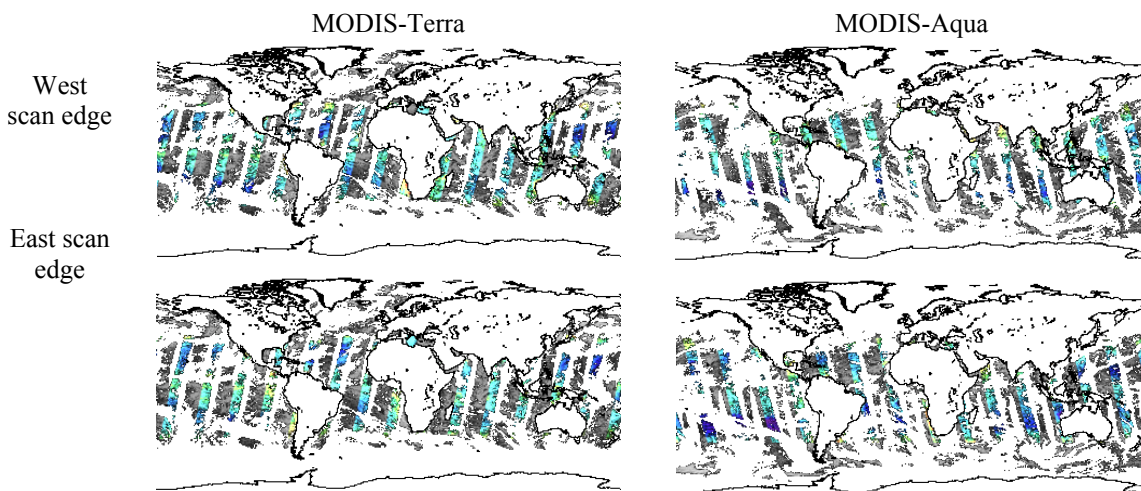 MODIS-Terra
MODIS-Aqua
West
scan edge
East scan
edge